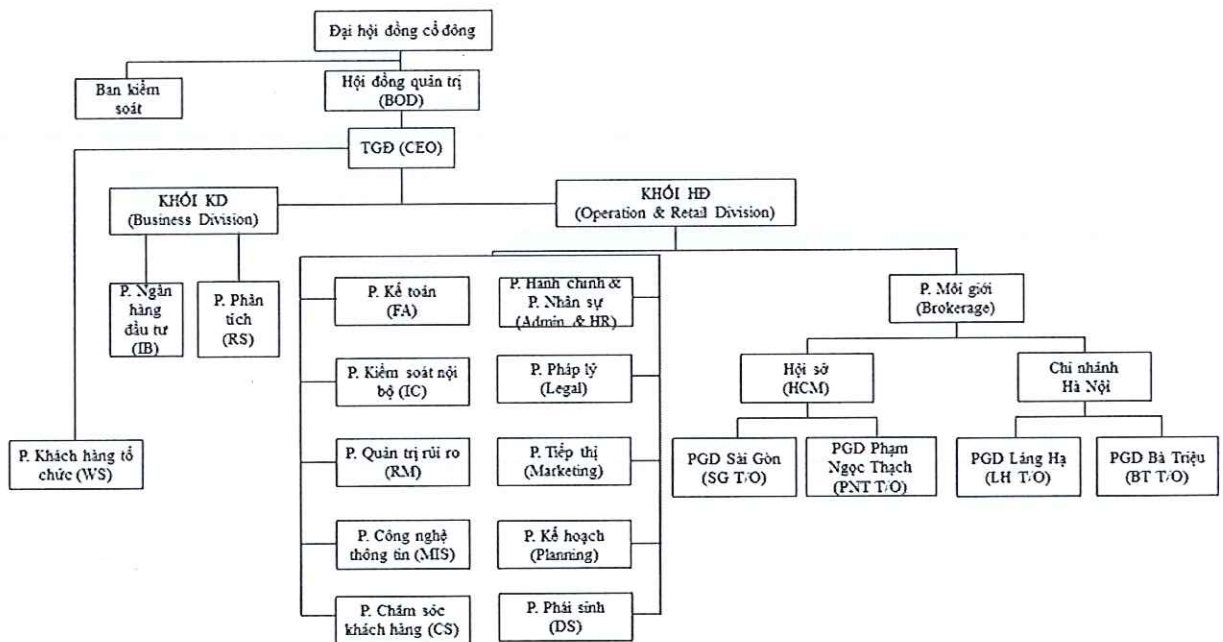 Đại hội đồng cổ đông
Ban kiểm
soát
Hội đồng quản trị
(BOD)
TGĐ (CEO)
KHỐI KD
(Business Division)
KHỐI HĐ
(Operation & Retail Division)
P. Ngân
hàng
đầu tư
(IB)
P. Phân
tích
(RS)
P. Kế toán
(FA)
P. Hành chính &
P. Nhân sự
(Admin & HR)
P. Môi giới
(Brokerage)
P. Kiểm soát nội
bộ (IC)
P. Pháp lý
(Legal)
Hội sở
(HCM)
Chi nhánh
Hà Nội
P. Khách hàng tổ
chức (WS)
P. Quản trị rủi ro
(RM)
P. Tiếp thị
(Marketing)
PGD Sài Gòn
(SG T/O)
PGD Phạm
Ngọc Thạch
(PNT T/O)
PGD Láng Hạ
(LH T/O)
PGD Bà Triệu
(BT T/O)
P. Công nghệ
thông tin (MIS)
P. Kế hoạch
(Planning)
P. Chăm sóc
khách hàng (CS)
P. Phái sinh
(DS)